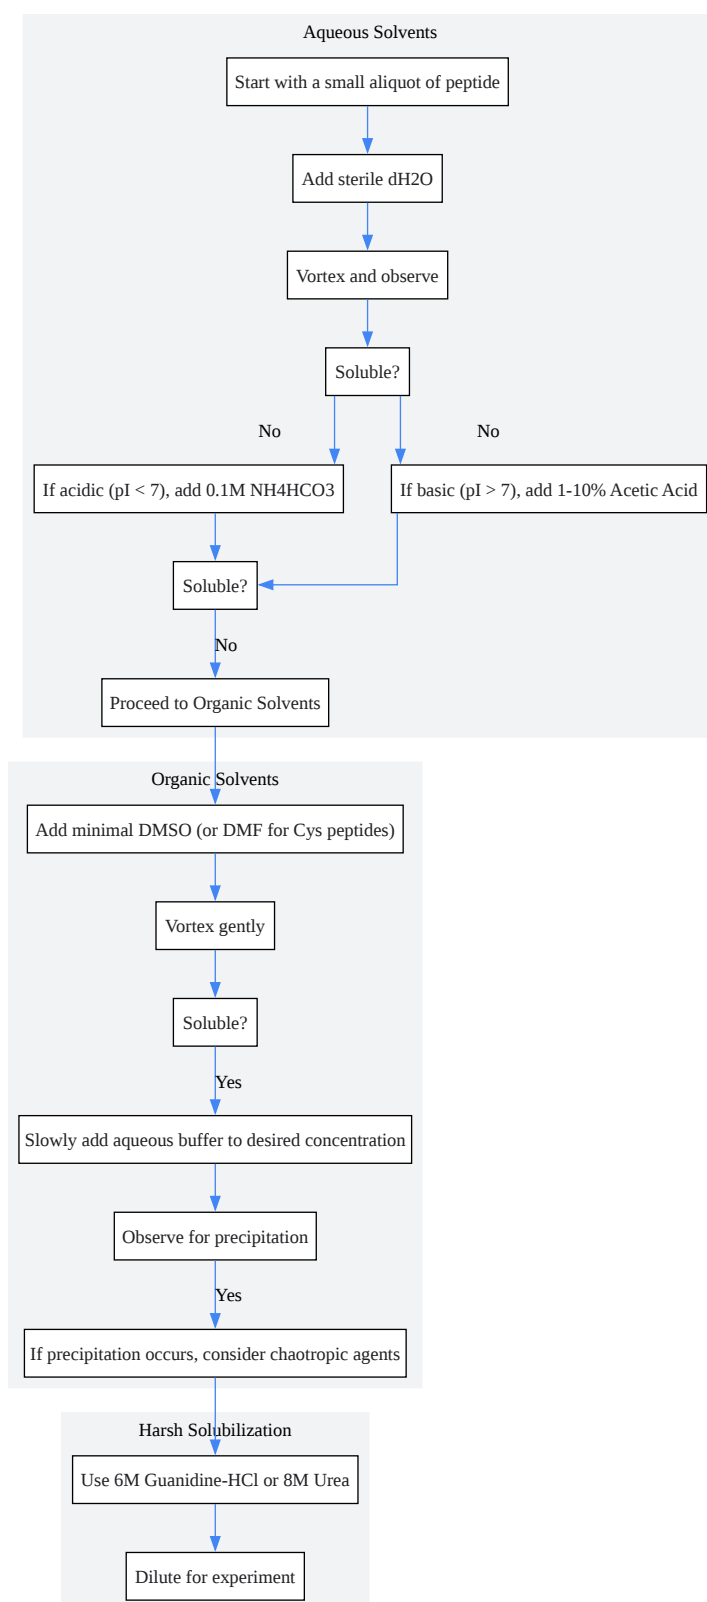 Aqueous Solvents
Start with a small aliquot of peptide
Add sterile dH2O
Vortex and observe
Soluble?
No
No
If acidic (pI < 7), add 0.1M NH4HCO3
If basic (pI > 7), add 1-10% Acetic Acid
Soluble?
No
Proceed to Organic Solvents
Organic Solvents
Add minimal DMSO (or DMF for Cys peptides)
Vortex gently
Soluble?
Yes
Slowly add aqueous buffer to desired concentration
Observe for precipitation
Yes
If precipitation occurs, consider chaotropic agents
Harsh Solubilization
Use 6M Guanidine-HCl or 8M Urea
Dilute for experiment